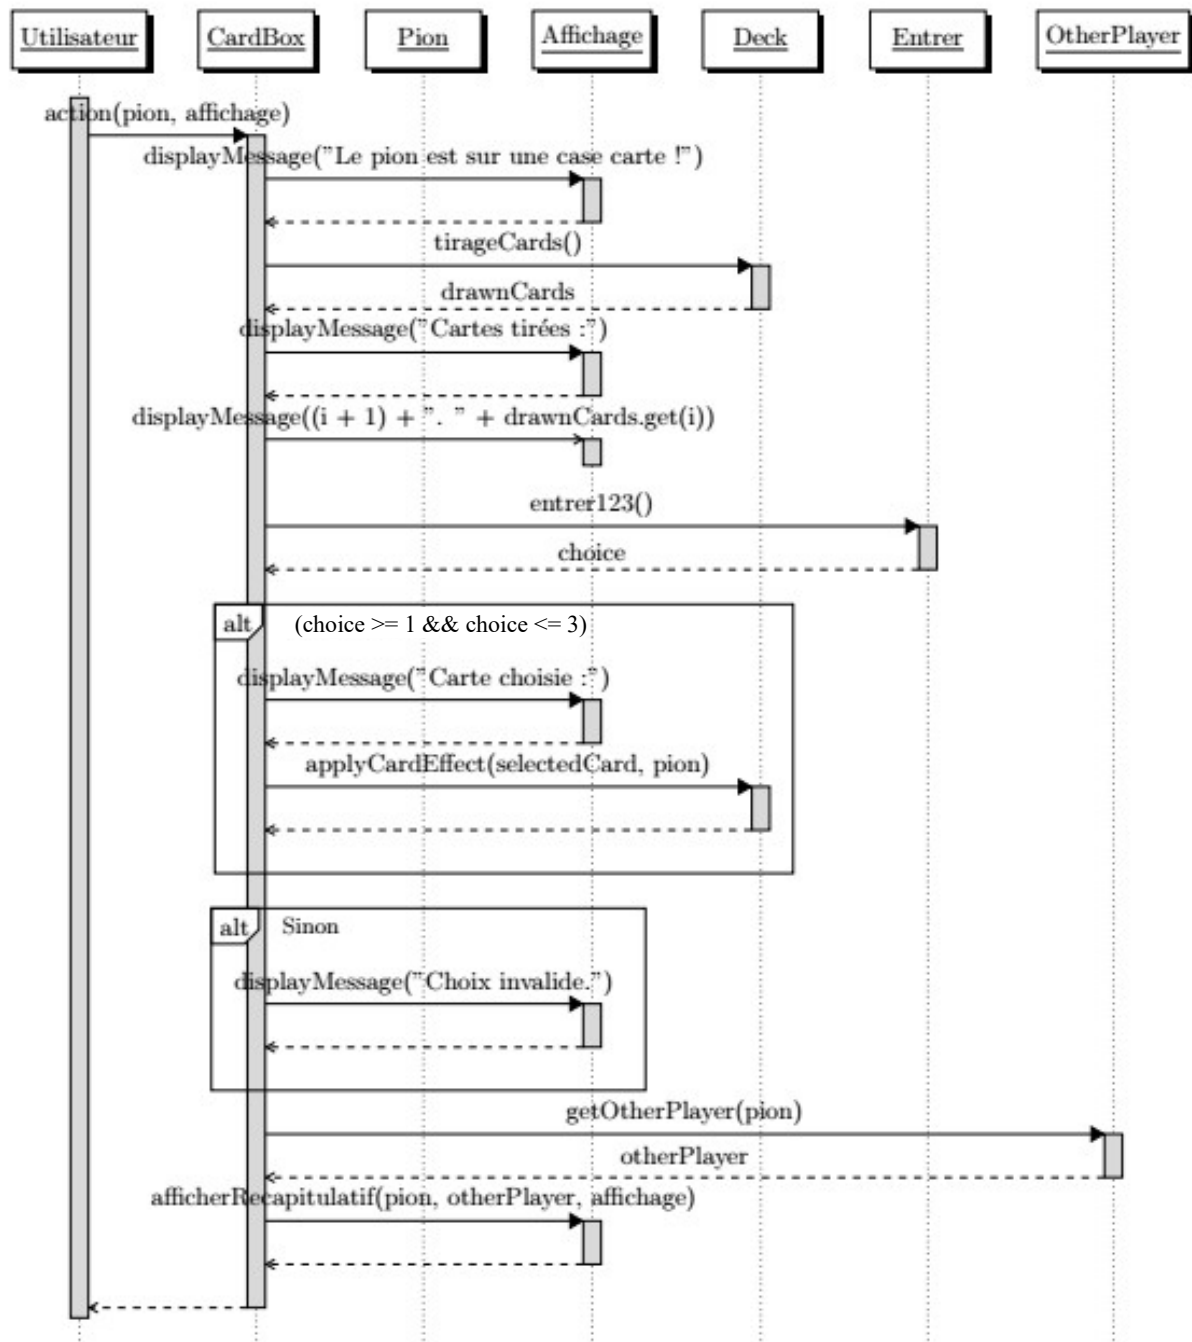 Utilisateur CardBox Pion Affichage Deck Entrer OtherPlayer
action(pion, affichage)
displayMessage("Le pion est sur une case carte !")
tirageCards()
drawnCards
displayMessage("Cartes tirées :")
displayMessage((i + 1) + ". " + drawnCards.get(i))
entrer123()
choice
alt (choice >= 1 && choice <= 3)
displayMessage("Carte choisie :")
applyCardEffect(selectedCard, pion)
alt Sinon
displayMessage("Choix invalide.")
getOtherPlayer(pion)
otherPlayer
afficherRecapitulatif(pion, otherPlayer, affichage)